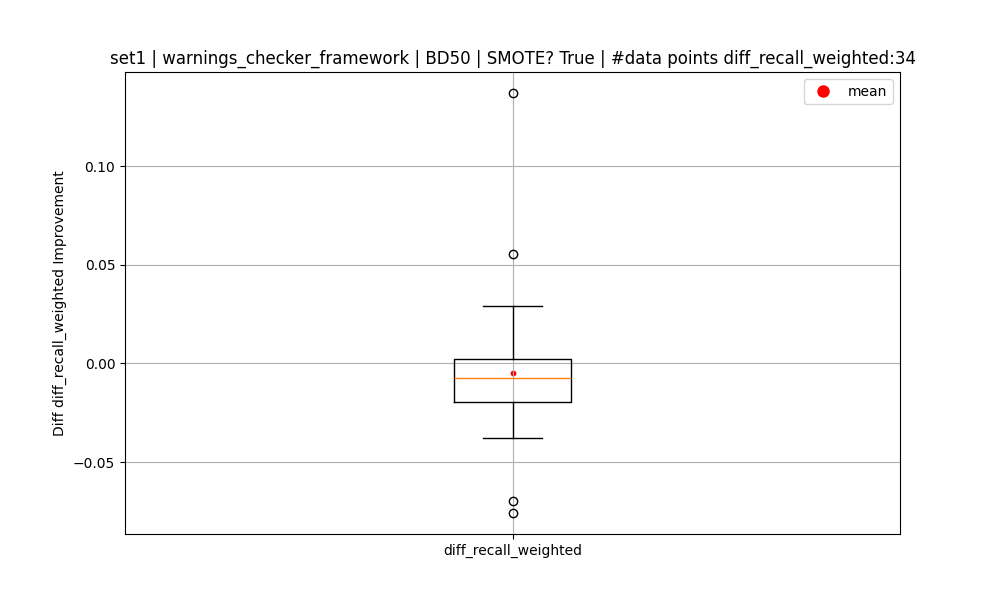 set1 | warnings_checker_framework | BD50 | SMOTE? True | #data points diff_recall_weighted:34
mean
Diff diff_recall_weighted Improvement
0.10
0.05
0.00
−0.05
diff_recall_weighted